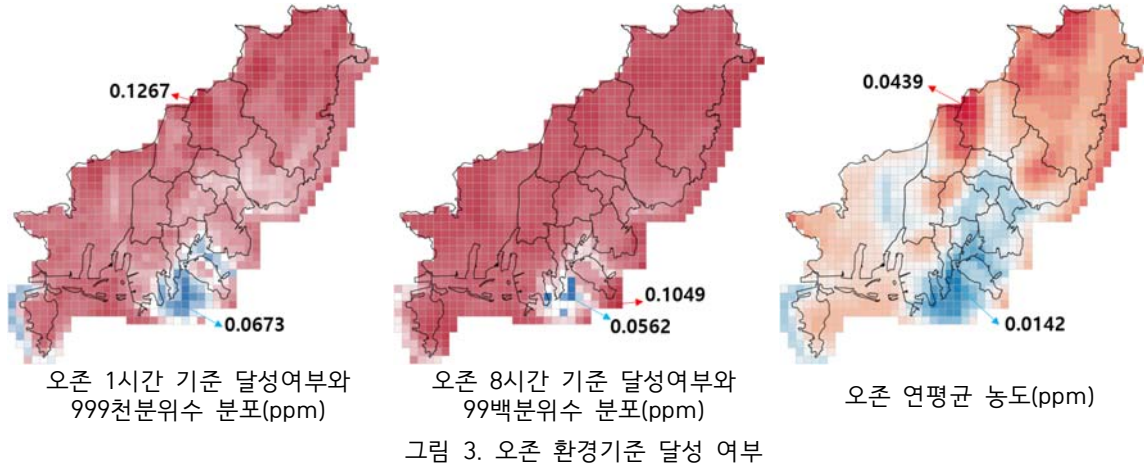 0.1267
0.0673
오존 1시간 기준 달성여부와
999천분위수 분포(ppm)
0.1049
0.0562
오존 8시간 기준 달성여부와
99백분위수 분포(ppm)
0.0439
0.0142
오존 연평균 농도(ppm)
그림 3. 오존 환경기준 달성 여부